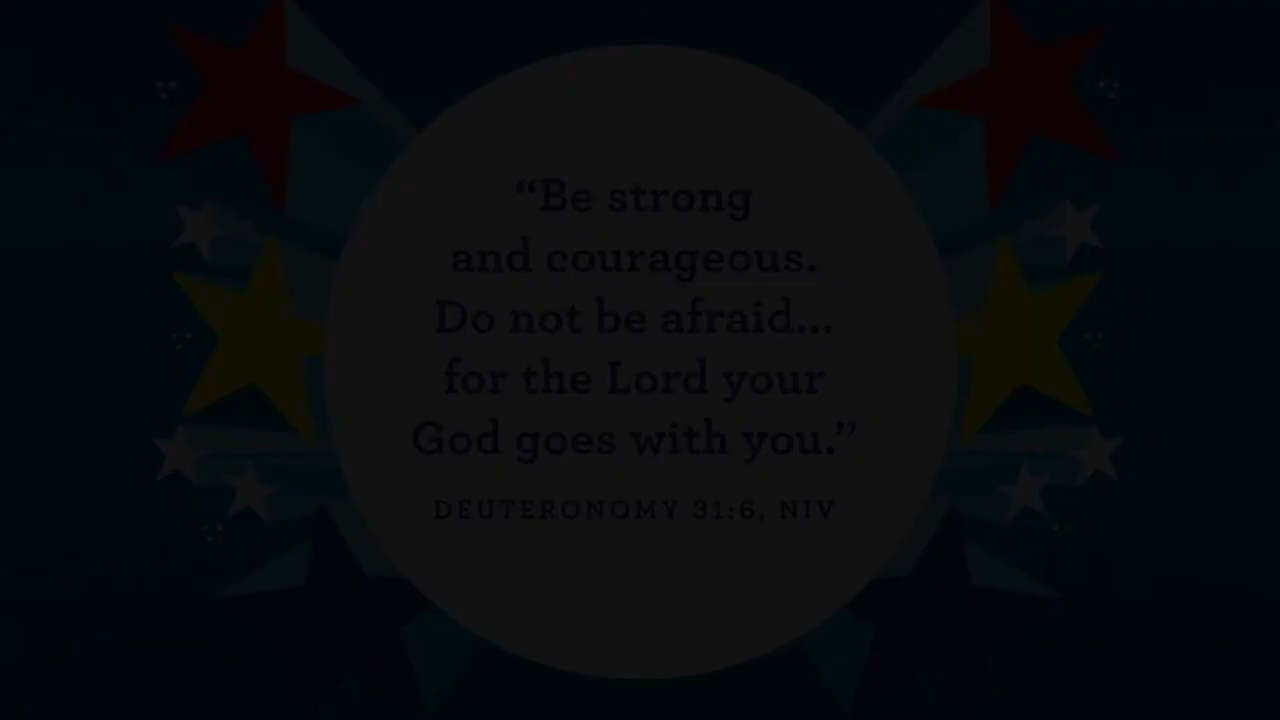 “Be strong
and courageous.
Do not be afraid...
for the Lord your
God goes with you.”
DEUTERONOMY 31:6, NIV